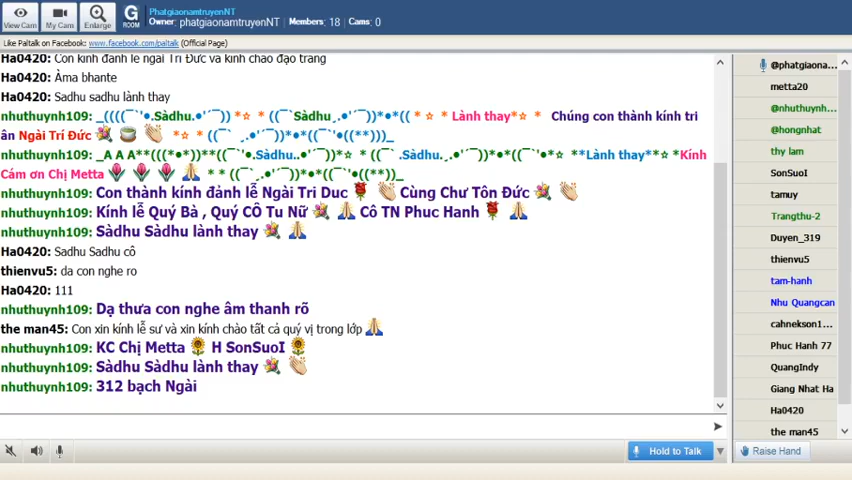 PhatgiaonamtruyenNT
Owner: phatgiaonamtruyenNT Members: 18 Cams: 0
View Cam My Cam Enlarge G ROOM
Like Paltalk on Facebook: www.facebook.com/paltalk (Official Page)
Ha0420: Con kính đảnh lễ ngài Trí Đức và kính chào đạo tràng
Ha0420: Àma bhante
Ha0420: Sadhu sadhu lành thay
nhuthuynh109: _((((¯`'•.Sàdhu.•'´¯)) *☆ * ((¯`Sàdhu¸.•'´¯))*•*(( * ☆ * Lành thay*☆ * Chúng con thành kính tri
ân Ngài Trí Đức *☆ * ((¯` ¸.•'´¯))*•*((¯`'•((**)))_
nhuthuynh109: _A A A**(((*•*))**((¯`'•.Sàdhu..•'´¯))*☆ * ((¯` .Sàdhu.¸.•'´¯))*•*((¯`'•*☆ **Lành thay**☆ *Kính
Cám ơn Chị Metta * * ((¯`¸.•'´¯))*•*((¯`'•((**))_
nhuthuynh109: Con thành kính đảnh lễ Ngài Tri Duc Cùng Chư Tôn Đức
nhuthuynh109: Kính lễ Quý Bà , Quý CÔ Tu Nữ Cô TN Phuc Hanh
nhuthuynh109: Sàdhu Sàdhu lành thay
Ha0420: Sadhu Sadhu cô
thienvu5: da con nghe ro
Ha0420: 111
nhuthuynh109: Dạ thưa con nghe âm thanh rõ
the man45: Con xin kính lễ sư và xin kính chào tất cả quý vị trong lớp
nhuthuynh109: KC Chị Metta H SonSuoI
nhuthuynh109: Sàdhu Sàdhu lành thay
nhuthuynh109: 312 bạch Ngài
@phatgiaona...
metta20
@nhuthuynh...
@hongnhat
thy lam
SonSuoI
tamuy
Trangthu-2
Duyen_319
thienvu5
tam-hanh
Nhu Quangcan
cahnekson1...
Phuc Hanh 77
QuangIndy
Giang Nhat Ha
Ha0420
the man45
Hold to Talk
Raise Hand